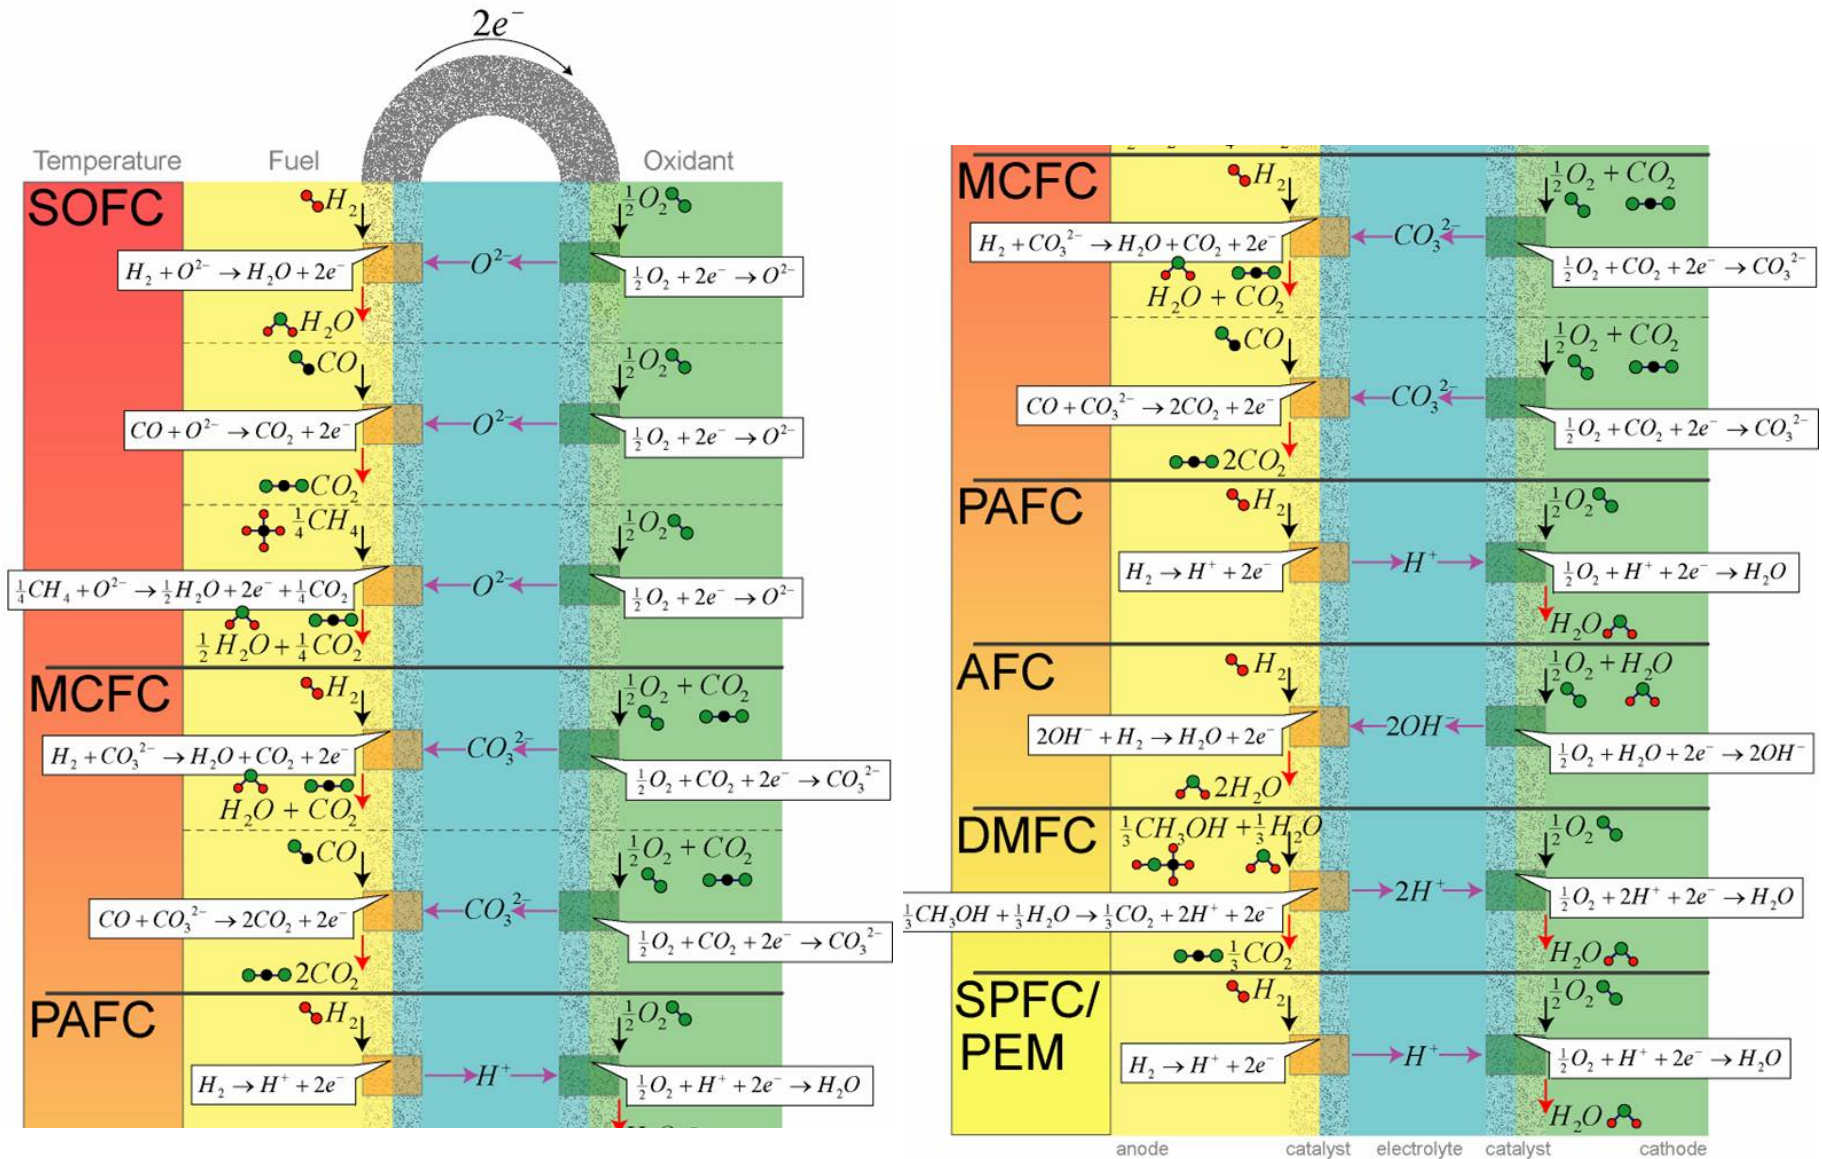 2e⁻
Temperature Fuel Oxidant
SOFC
H₂
½O₂
H₂ + O²⁻ → H₂O + 2e⁻
O²⁻
½O₂ + 2e⁻ → O²⁻
H₂O
CO
½O₂
CO + O²⁻ → CO₂ + 2e⁻
O²⁻
½O₂ + 2e⁻ → O²⁻
CO₂
¼CH₄
½O₂
¼CH₄ + O²⁻ → ½H₂O + 2e⁻ + ¼CO₂
O²⁻
½O₂ + 2e⁻ → O²⁻
½H₂O + ¼CO₂
MCFC
H₂
½O₂ + CO₂
H₂ + CO₃²⁻ → H₂O + CO₂ + 2e⁻
CO₃²⁻
½O₂ + CO₂ + 2e⁻ → CO₃²⁻
H₂O + CO₂
CO
½O₂ + CO₂
CO + CO₃²⁻ → 2CO₂ + 2e⁻
CO₃²⁻
½O₂ + CO₂ + 2e⁻ → CO₃²⁻
2CO₂
PAFC
H₂
½O₂
H₂ → H⁺ + 2e⁻
H⁺
½O₂ + H⁺ + 2e⁻ → H₂O
MCFC
H₂
½O₂ + CO₂
H₂ + CO₃²⁻ → H₂O + CO₂ + 2e⁻
CO₃²⁻
½O₂ + CO₂ + 2e⁻ → CO₃²⁻
H₂O + CO₂
CO
½O₂ + CO₂
CO + CO₃²⁻ → 2CO₂ + 2e⁻
CO₃²⁻
½O₂ + CO₂ + 2e⁻ → CO₃²⁻
2CO₂
PAFC
H₂
½O₂
H₂ → H⁺ + 2e⁻
H⁺
½O₂ + H⁺ + 2e⁻ → H₂O
H₂O
AFC
H₂
½O₂ + H₂O
2OH⁻ + H₂ → H₂O + 2e⁻
2OH⁻
½O₂ + H₂O + 2e⁻ → 2OH⁻
2H₂O
DMFC
⅓CH₃OH + ⅓H₂O
½O₂
⅓CH₃OH + ⅓H₂O → ⅓CO₂ + 2H⁺ + 2e⁻
2H⁺
½O₂ + 2H⁺ + 2e⁻ → H₂O
⅓CO₂
H₂O
SPFC/
PEM
H₂
½O₂
H₂ → H⁺ + 2e⁻
H⁺
½O₂ + H⁺ + 2e⁻ → H₂O
H₂O
anode catalyst electrolyte catalyst cathode